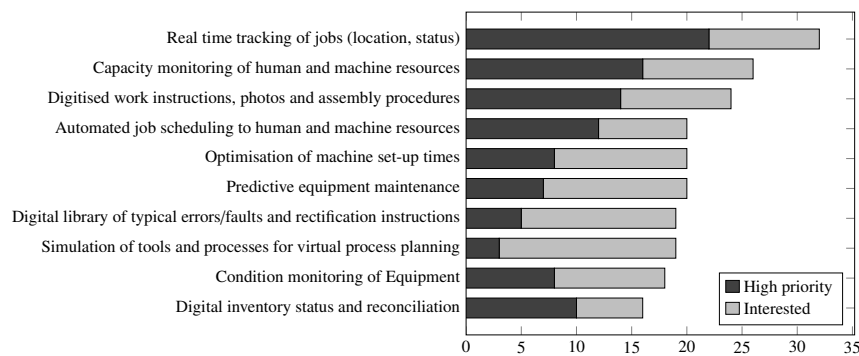 Real time tracking of jobs (location, status)
Capacity monitoring of human and machine resources
Digitised work instructions, photos and assembly procedures
Automated job scheduling to human and machine resources
Optimisation of machine set-up times
Predictive equipment maintenance
Digital library of typical errors/faults and rectification instructions
Simulation of tools and processes for virtual process planning
Condition monitoring of Equipment
Digital inventory status and reconciliation
High priority
Interested
0 5 10 15 20 25 30 35